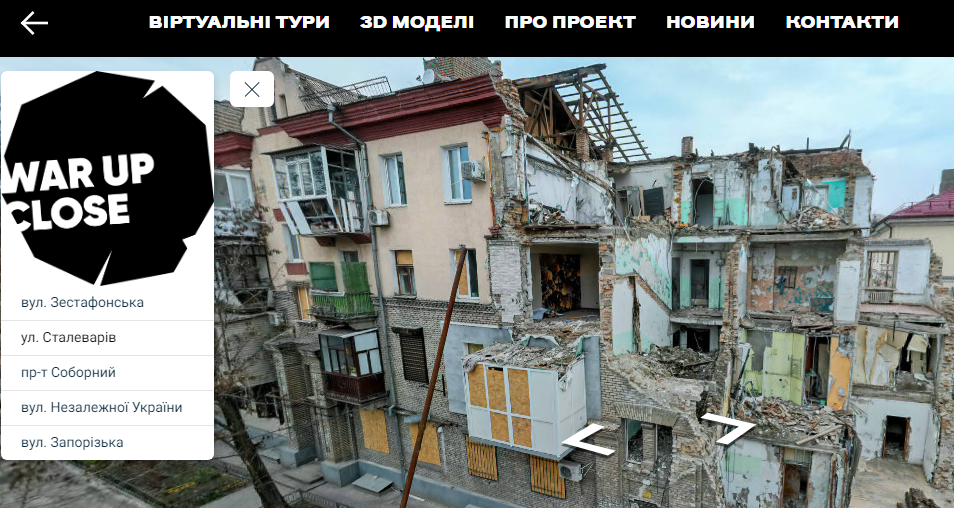 ВІРТУАЛЬНІ ТУРИ 3D МОДЕЛІ ПРО ПРОЕКТ НОВИНИ КОНТАКТИ
WAR UP
CLOSE
вул. Зестафонська
ул. Сталеварів
пр-т Соборний
вул. Незалежної України
вул. Запорізька